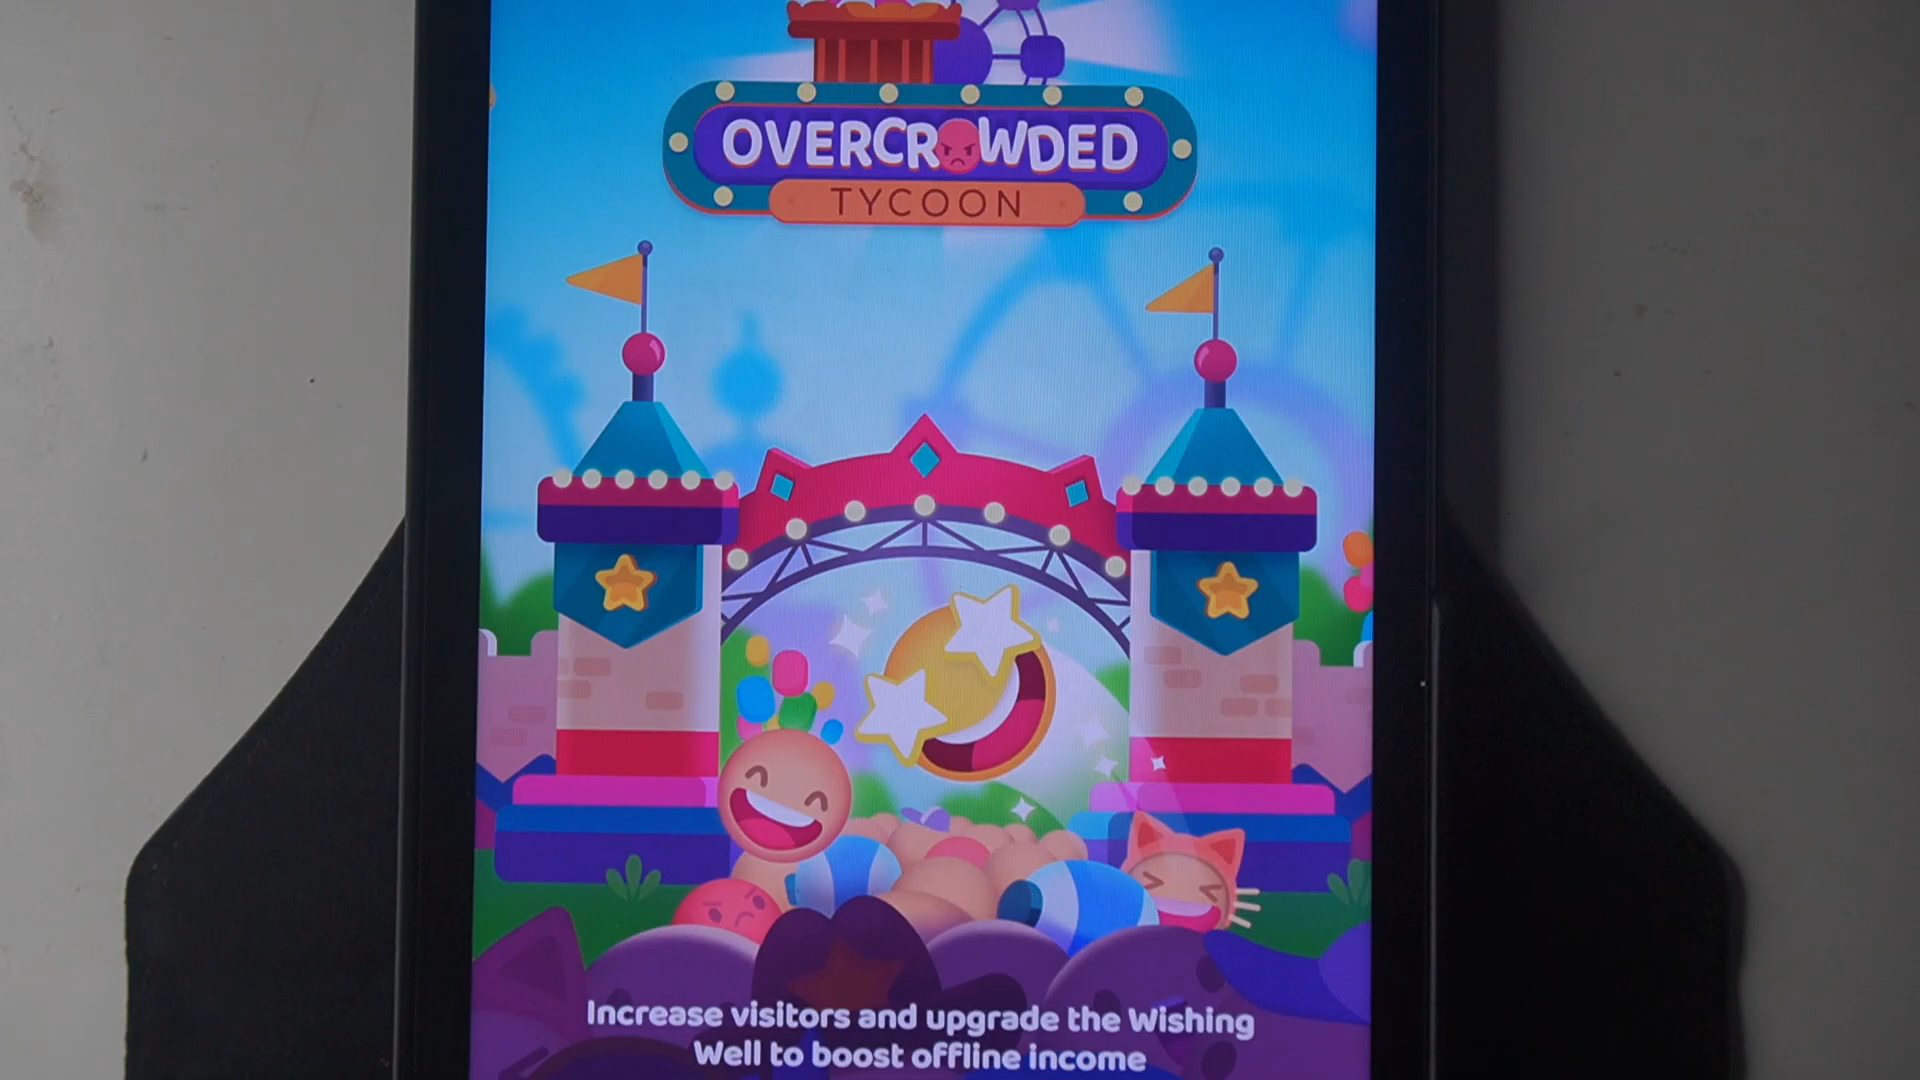 OVERCROWDED
TYCOON
Increase visitors and upgrade the Wishing
Well to boost offline income